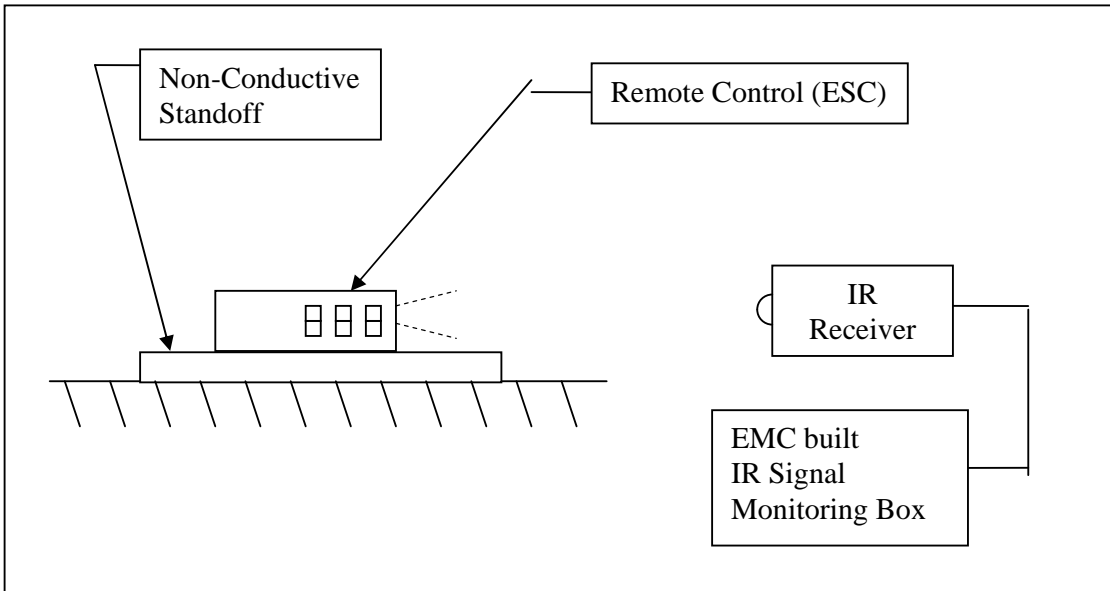 Non-Conductive
Standoff
Remote Control (ESC)
IR
Receiver
EMC built
IR Signal
Monitoring Box